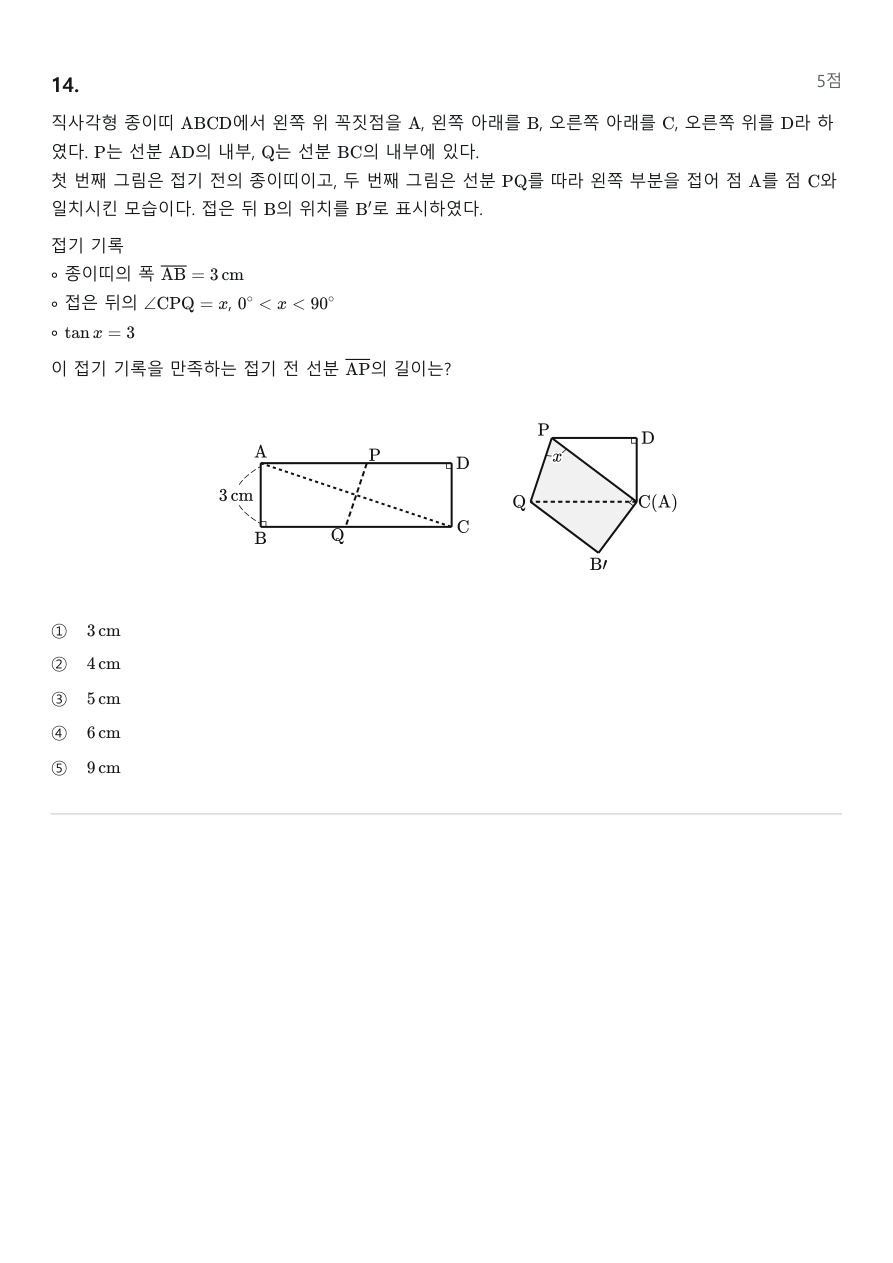 14.
5점
직사각형 종이띠 ABCD에서 왼쪽 위 꼭짓점을 A, 왼쪽 아래를 B, 오른쪽 아래를 C, 오른쪽 위를 D라 하
였다. P는 선분 AD의 내부, Q는 선분 BC의 내부에 있다.
첫 번째 그림은 접기 전의 종이띠이고, 두 번째 그림은 선분 PQ를 따라 왼쪽 부분을 접어 점 A를 점 C와
일치시킨 모습이다. 접은 뒤 B의 위치를 B′로 표시하였다.
접기 기록
∘ 종이띠의 폭 \overline{AB} = 3 cm
∘ 접은 뒤의 ∠CPQ = x, 0° < x < 90°
∘ tan x = 3
이 접기 기록을 만족하는 접기 전 선분 \overline{AP}의 길이는?
A P D
3 cm
B Q C
P D
x
Q C(A)
B′
① 3 cm
② 4 cm
③ 5 cm
④ 6 cm
⑤ 9 cm